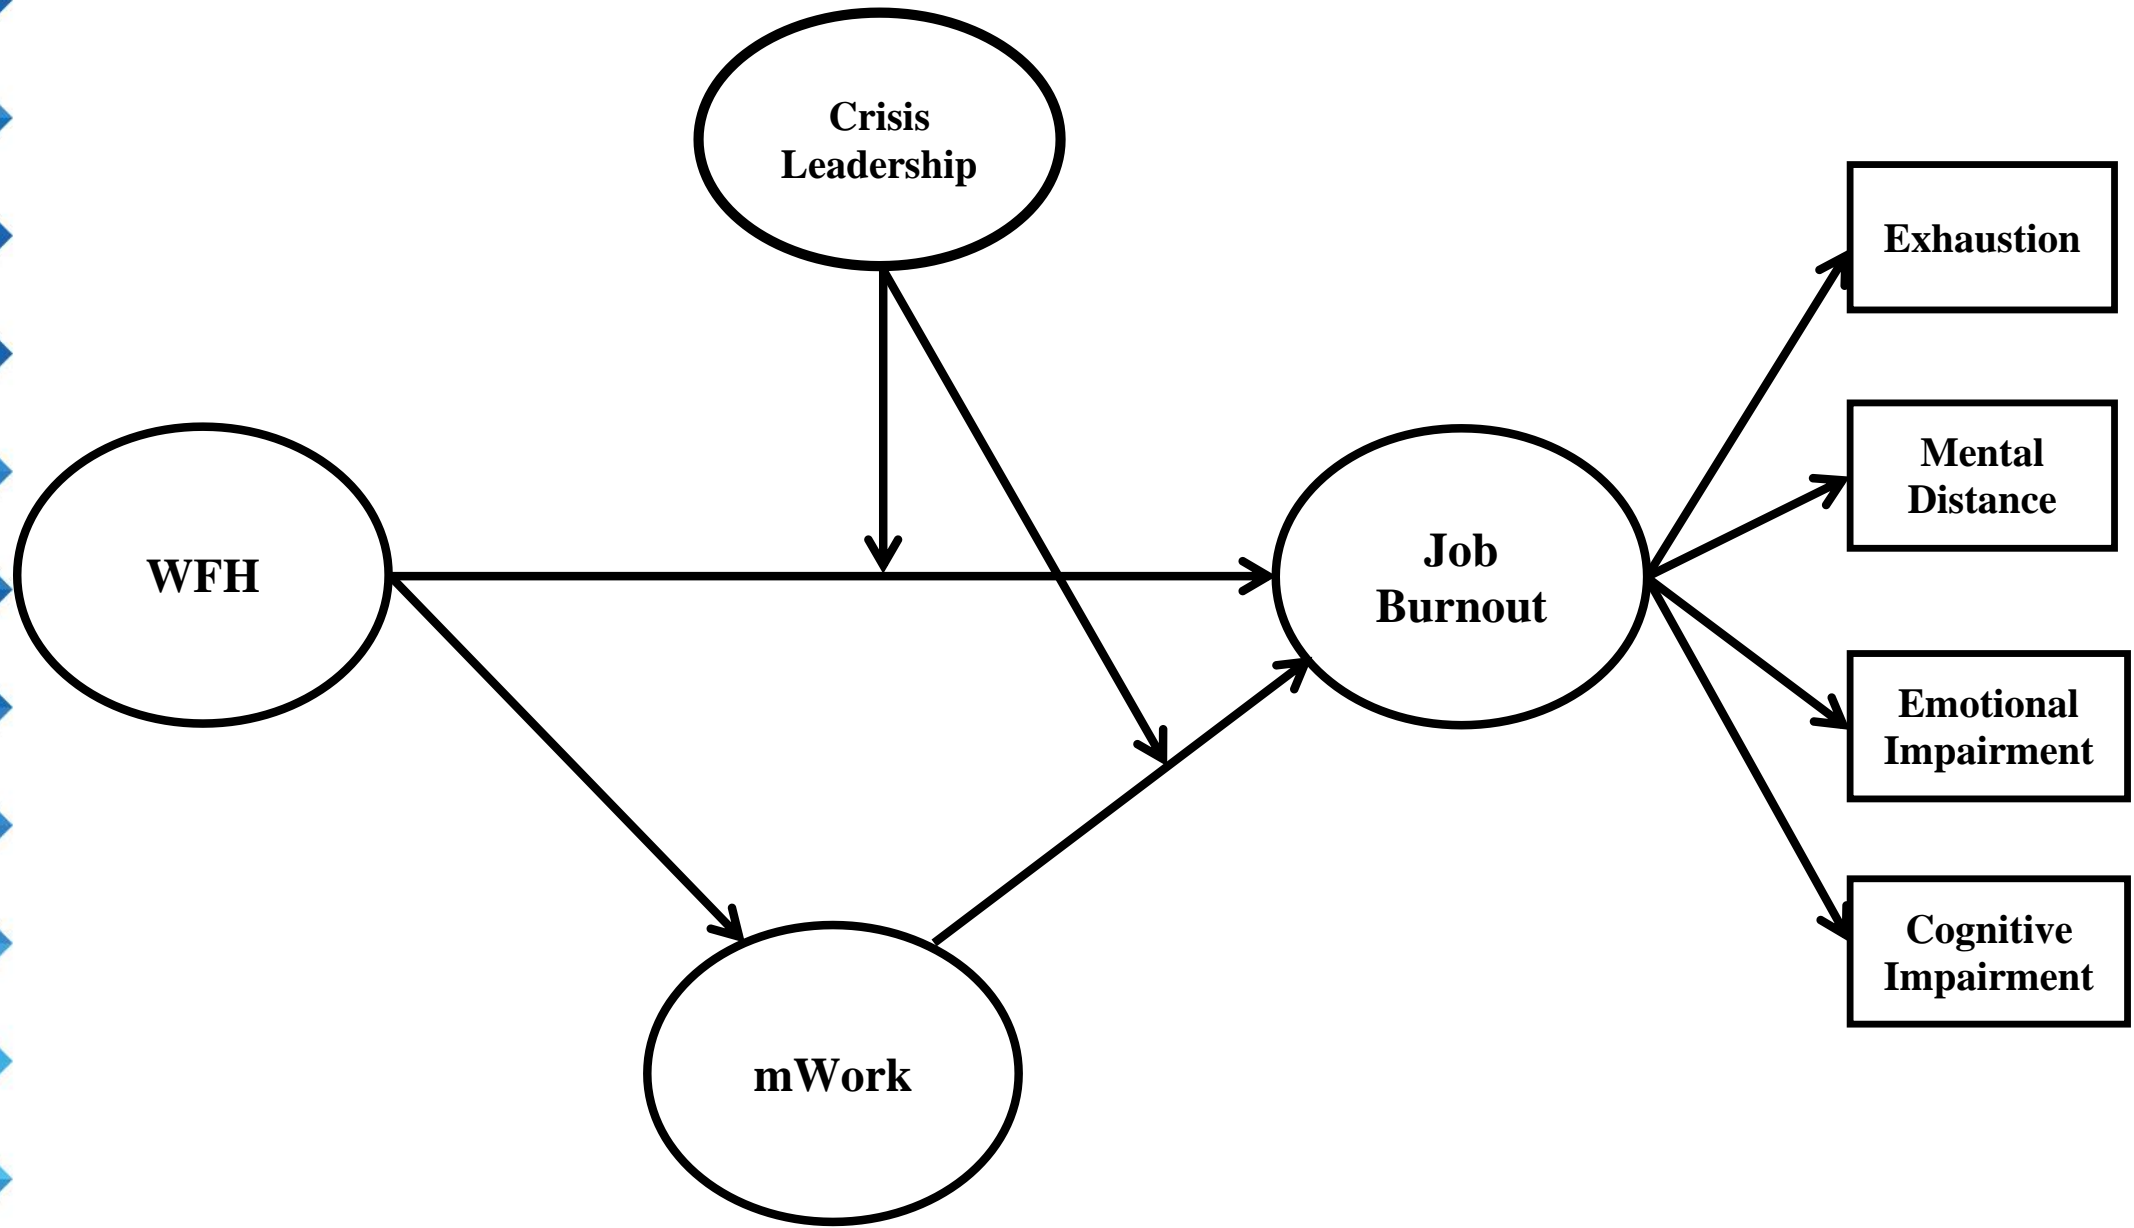 Crisis
Leadership
Exhaustion
Mental
Distance
WFH
Job
Burnout
Emotional
Impairment
Cognitive
Impairment
mWork